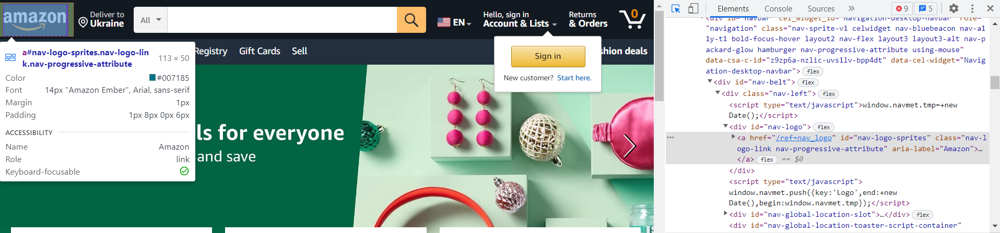 amazon
Deliver to
Ukraine
All
EN
Hello, sign in
Account & Lists
Returns
& Orders
0
Registry
Gift Cards
Sell
shion deals
Sign in
New customer? Start here.
a#nav-logo-sprites.nav-logo-lin
k.nav-progressive-attribute
113 × 50
Color
#007185
Font
14px "Amazon Ember", Arial, sans-serif
Margin
1px
Padding
1px 8px 0px 6px
ACCESSIBILITY
Name
Amazon
Role
link
Keyboard-focusable
ls for everyone
and save
Elements
Console
Sources
»
9
5
<div id="navbar" cel_widget_id="Navigation-desktop-navbar" role=
"navigation" class="nav-sprite-v1 celwidget nav-bluebeacon nav-a1
1y-t1 bold-focus-hover layout2 nav-flex layout3 layout3-alt nav-p
ackard-glow hamburger nav-progressive-attribute using-mouse"
data-csa-c-id="z9zp6a-nzlic-uvs1lv-bpp4dt" data-cel-widget="Navig
ation-desktop-navbar"> flex
<div id="nav-belt"> flex
<div class="nav-left"> flex
<script type="text/javascript">window.navmet.tmp=+new
Date();</script>
<div id="nav-logo"> flex
<a href="/ref=nav_logo" id="nav-logo-sprites" class="nav-l
ogo-link nav-progressive-attribute" aria-label="Amazon">…
</a> flex == $0
</div>
<script type="text/javascript">
window.navmet.push({key:'Logo',end:+new
Date(),begin:window.navmet.tmp});</script>
<div id="nav-global-location-slot">…</div> flex
<div id="nav-global-location-toaster-script-container"